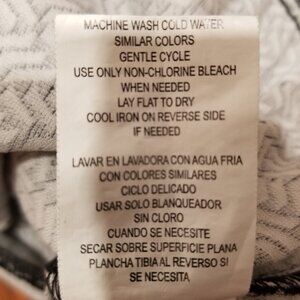 MACHINE WASH COLD WATER
SIMILAR COLORS
GENTLE CYCLE
USE ONLY NON-CHLORINE BLEACH
WHEN NEEDED
LAY FLAT TO DRY
COOL IRON ON REVERSE SIDE
IF NEEDED
LAVAR EN LAVADORA CON AGUA FRIA
CON COLORES SIMILARES
CICLO DELICADO
USAR SOLO BLANQUEADOR
SIN CLORO
CUANDO SE NECESITE
SECAR SOBRE SUPERFICIE PLANA
PLANCHA TIBIA AL REVERSO SI
SE NECESITA